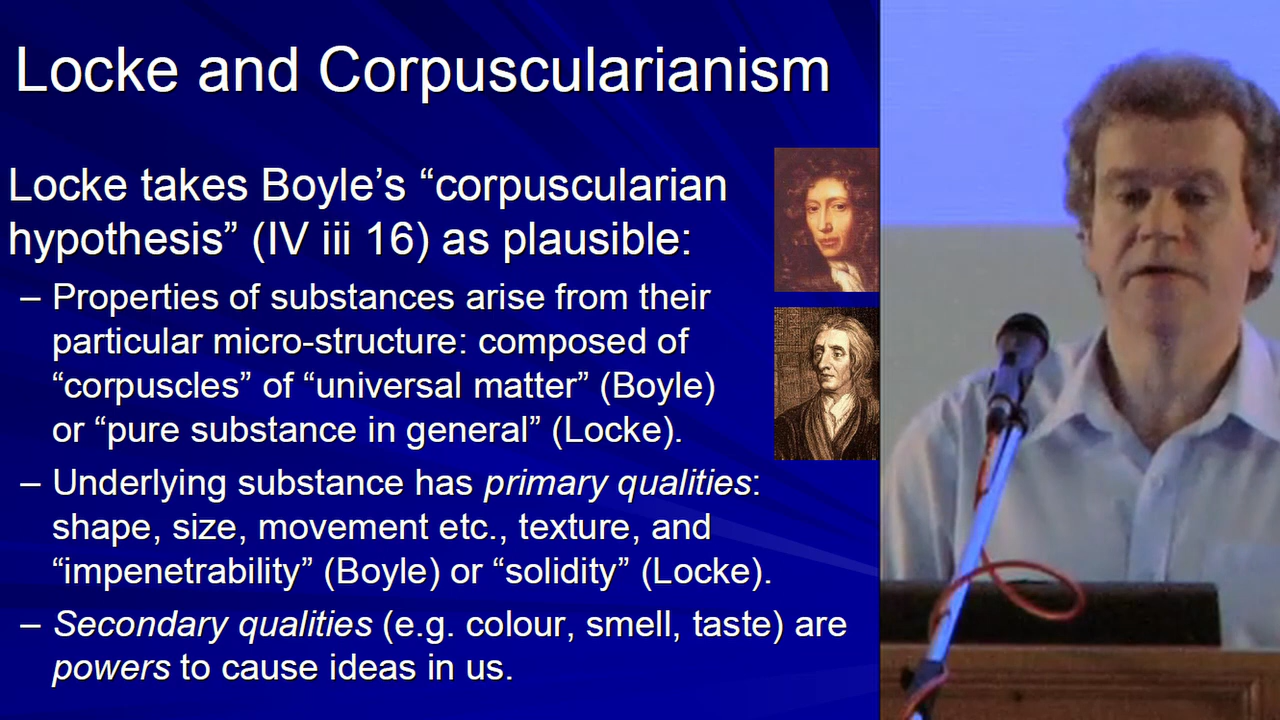 Locke and Corpuscularianism
Locke takes Boyle’s “corpuscularian
hypothesis” (IV iii 16) as plausible:
– Properties of substances arise from their
particular micro-structure: composed of
“corpuscles” of “universal matter” (Boyle)
or “pure substance in general” (Locke).
– Underlying substance has primary qualities:
shape, size, movement etc., texture, and
“impenetrability” (Boyle) or “solidity” (Locke).
– Secondary qualities (e.g. colour, smell, taste) are
powers to cause ideas in us.